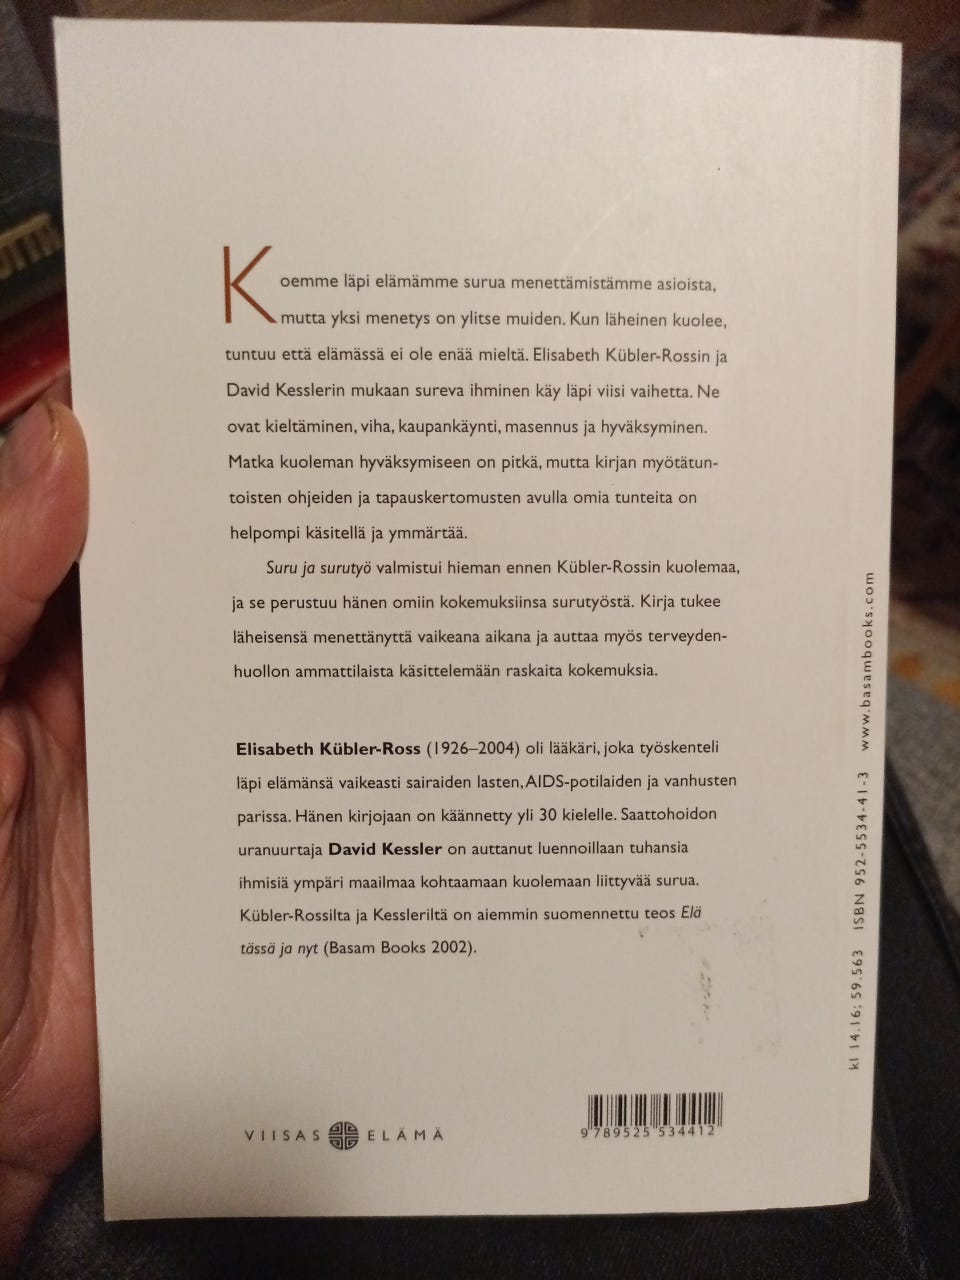 Koemme läpi elämämme surua menettämistämme asioista,
mutta yksi menetys on ylitse muiden. Kun läheinen kuolee,
tuntuu että elämässä ei ole enää mieltä. Elisabeth Kübler-Rossin ja
David Kesslerin mukaan sureva ihminen käy läpi viisi vaihetta. Ne
ovat kieltäminen, viha, kaupankäynti, masennus ja hyväksyminen.
Matka kuoleman hyväksymiseen on pitkä, mutta kirjan myötätun-
toisten ohjeiden ja tapauskertomusten avulla omia tunteita on
helpompi käsitellä ja ymmärtää.
Suru ja surutyö valmistui hieman ennen Kübler-Rossin kuolemaa,
ja se perustuu hänen omiin kokemuksiinsa surutyöstä. Kirja tukee
läheisensä menettänyttä vaikeana aikana ja auttaa myös terveyden-
huollon ammattilaista käsittelemään raskaita kokemuksia.
Elisabeth Kübler-Ross (1926–2004) oli lääkäri, joka työskenteli
läpi elämänsä vaikeasti sairaiden lasten, AIDS-potilaiden ja vanhusten
parissa. Hänen kirjojaan on käännetty yli 30 kielelle. Saattohoidon
uranuurtaja David Kessler on auttanut luennoillaan tuhansia
ihmisiä ympäri maailmaa kohtaamaan kuolemaan liittyvää surua.
Kübler-Rossilta ja Kessleriltä on aiemmin suomennettu teos Elä
tässä ja nyt (Basam Books 2002).
VIISAS ELÄMÄ
9 789525 534412
kl 14.16; 59.563 ISBN 952-5534-41-3 www.basambooks.com